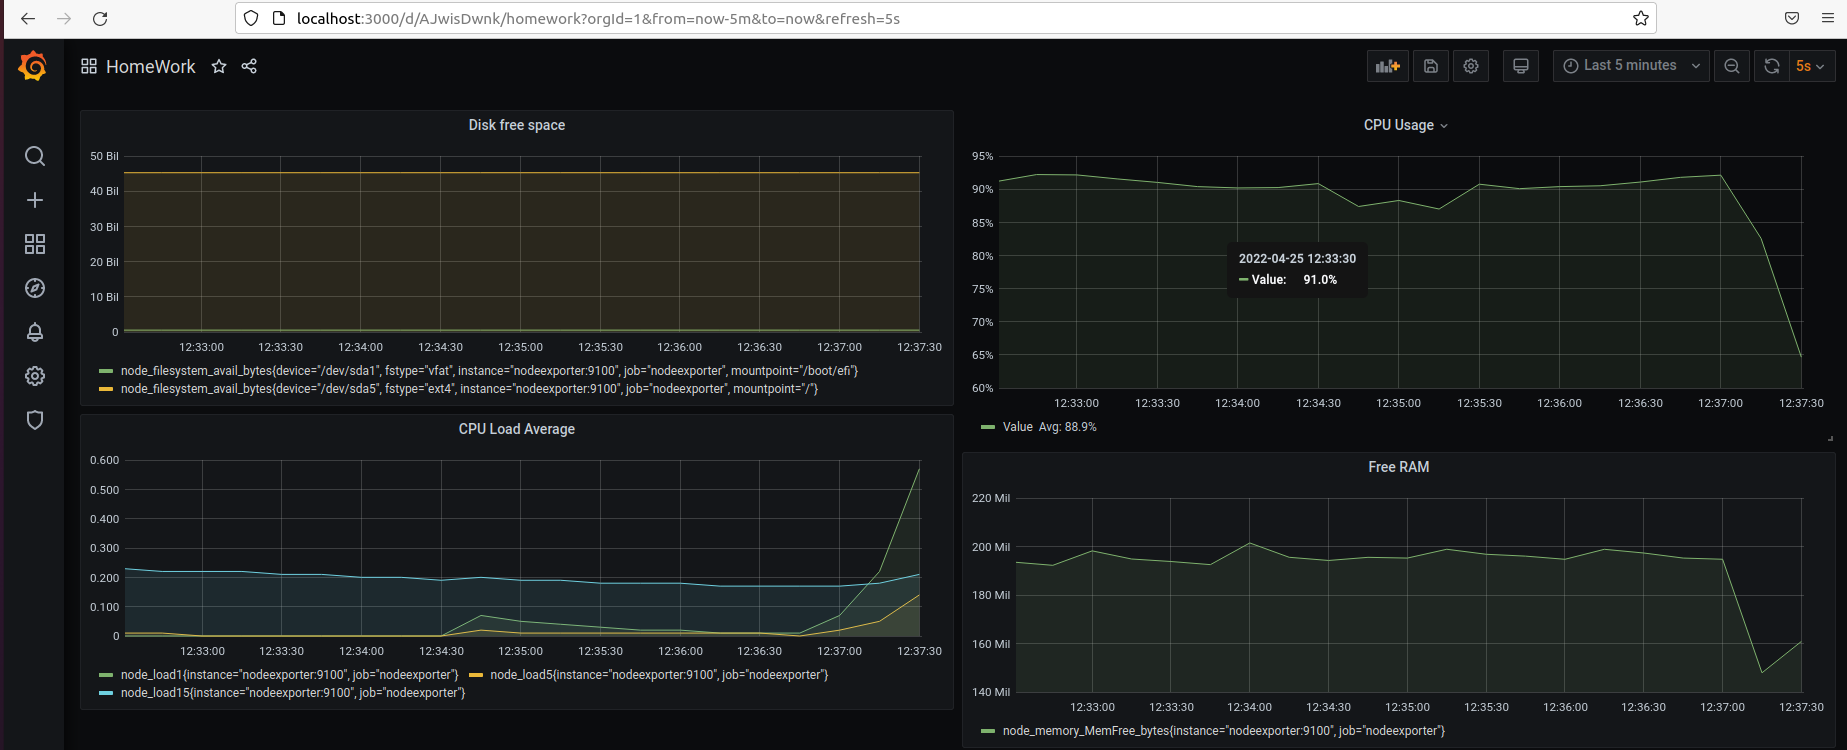 localhost:3000/d/AJwisDwnk/homework?orgId=1&from=now-5m&to=now&refresh=5s
HomeWork
Last 5 minutes
5s
Disk free space
50 Bil
40 Bil
30 Bil
20 Bil
10 Bil
0
12:33:00 12:33:30 12:34:00 12:34:30 12:35:00 12:35:30 12:36:00 12:36:30 12:37:00 12:37:30
node_filesystem_avail_bytes{device="/dev/sda1", fstype="vfat", instance="nodeexporter:9100", job="nodeexporter", mountpoint="/boot/efi"}
node_filesystem_avail_bytes{device="/dev/sda5", fstype="ext4", instance="nodeexporter:9100", job="nodeexporter", mountpoint="/"}
CPU Usage
95%
90%
85%
80%
75%
70%
65%
60%
2022-04-25 12:33:30
Value: 91.0%
12:33:00 12:33:30 12:34:00 12:34:30 12:35:00 12:35:30 12:36:00 12:36:30 12:37:00 12:37:30
Value Avg: 88.9%
CPU Load Average
0.600
0.500
0.400
0.300
0.200
0.100
0
12:33:00 12:33:30 12:34:00 12:34:30 12:35:00 12:35:30 12:36:00 12:36:30 12:37:00 12:37:30
node_load1{instance="nodeexporter:9100", job="nodeexporter"} node_load5{instance="nodeexporter:9100", job="nodeexporter"}
node_load15{instance="nodeexporter:9100", job="nodeexporter"}
Free RAM
220 Mil
200 Mil
180 Mil
160 Mil
140 Mil
12:33:00 12:33:30 12:34:00 12:34:30 12:35:00 12:35:30 12:36:00 12:36:30 12:37:00 12:37:30
node_memory_MemFree_bytes{instance="nodeexporter:9100", job="nodeexporter"}